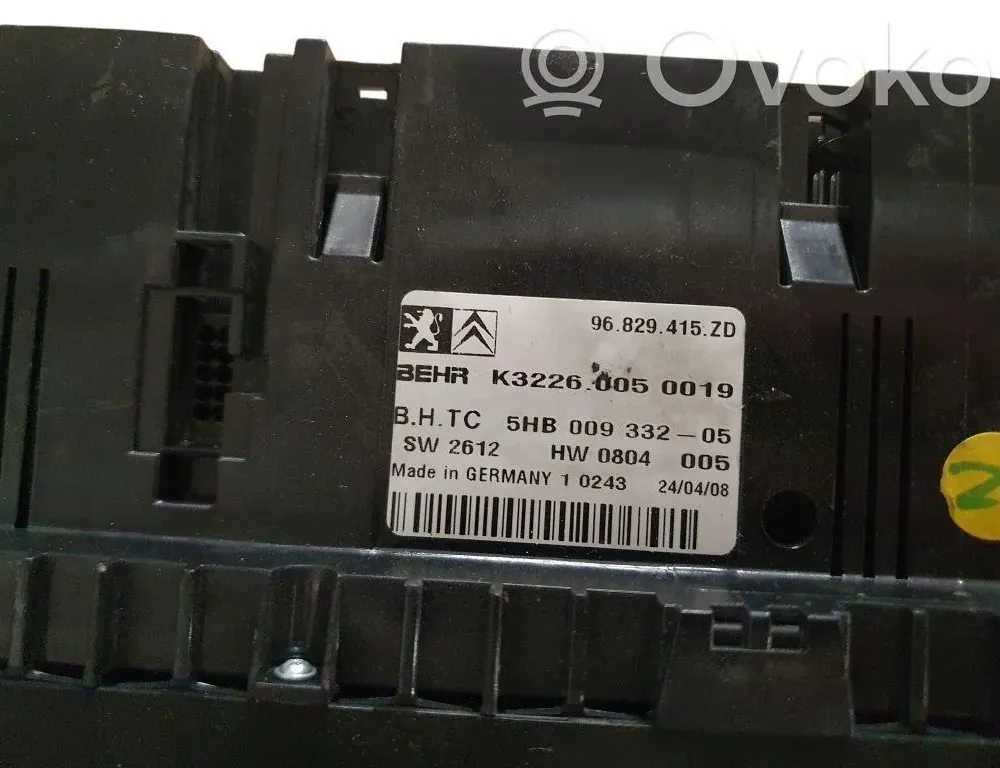 Ovoko
96.829.415.ZD
BEHR K3226.005 0019
B.H.TC 5HB 009 332-05
SW 2612 HW 0804 005
Made in GERMANY 1 0243 24/04/08